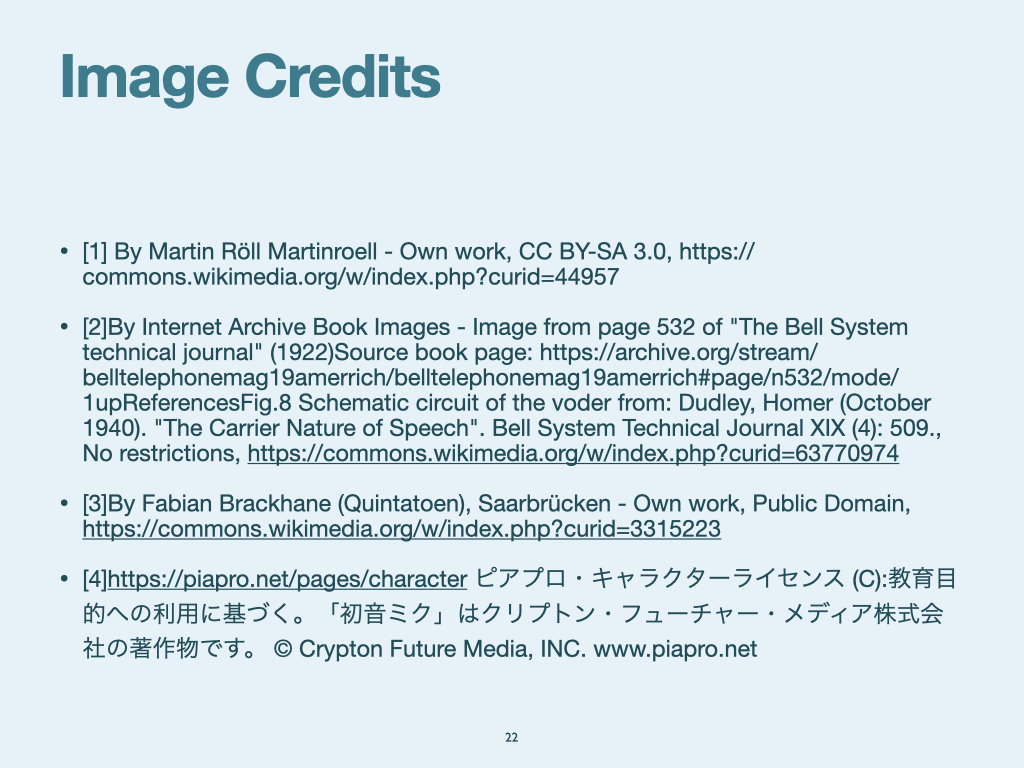 Image Credits
• [1] By Martin Röll Martinroell - Own work, CC BY-SA 3.0, https://
commons.wikimedia.org/w/index.php?curid=44957
• [2]By Internet Archive Book Images - Image from page 532 of "The Bell System
technical journal" (1922)Source book page: https://archive.org/stream/
belltelephonemag19amerrich/belltelephonemag19amerrich#page/n532/mode/
1upReferencesFig.8 Schematic circuit of the voder from: Dudley, Homer (October
1940). "The Carrier Nature of Speech". Bell System Technical Journal XIX (4): 509.,
No restrictions, https://commons.wikimedia.org/w/index.php?curid=63770974
• [3]By Fabian Brackhane (Quintatoen), Saarbrücken - Own work, Public Domain,
https://commons.wikimedia.org/w/index.php?curid=3315223
• [4]https://piapro.net/pages/character ピアプロ・キャラクターライセンス (C):教育目
的への利用に基づく。「初音ミク」はクリプトン・フューチャー・メディア株式会
社の著作物です。 © Crypton Future Media, INC. www.piapro.net
22